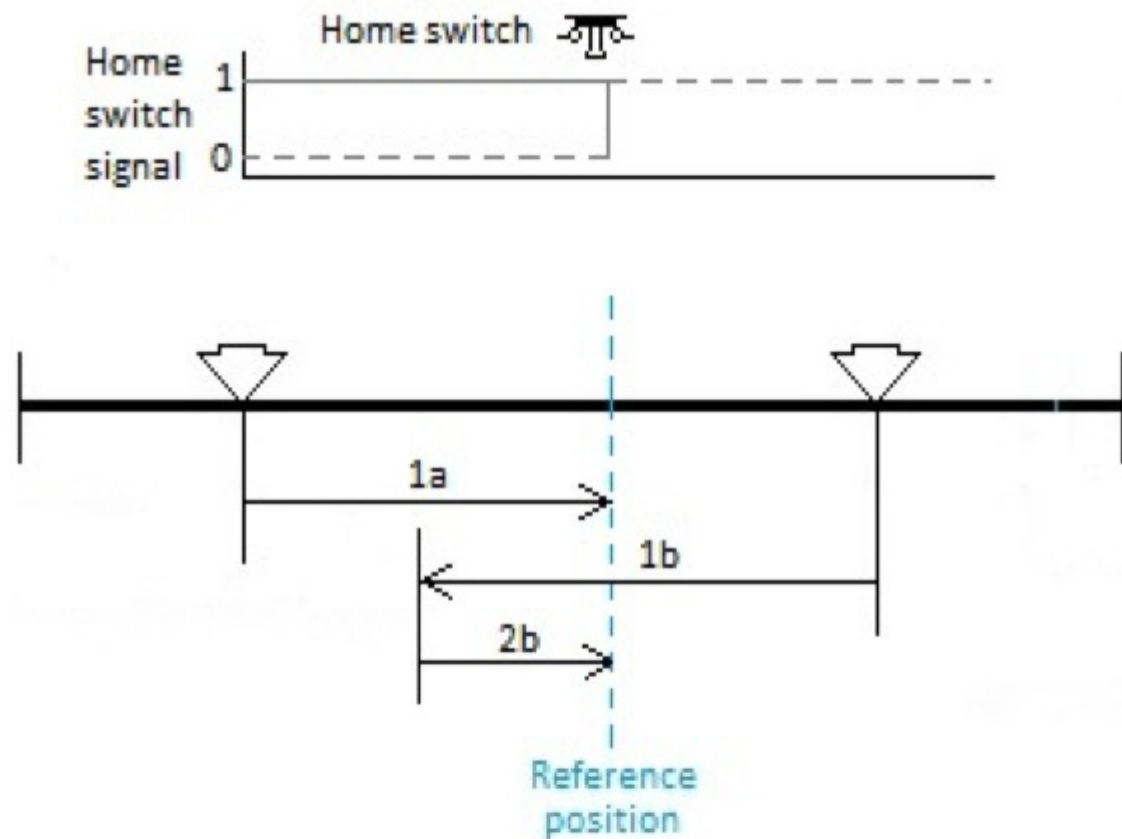 Home switch
Home
switch
signal
1
0
1a
1b
2b
Reference
position